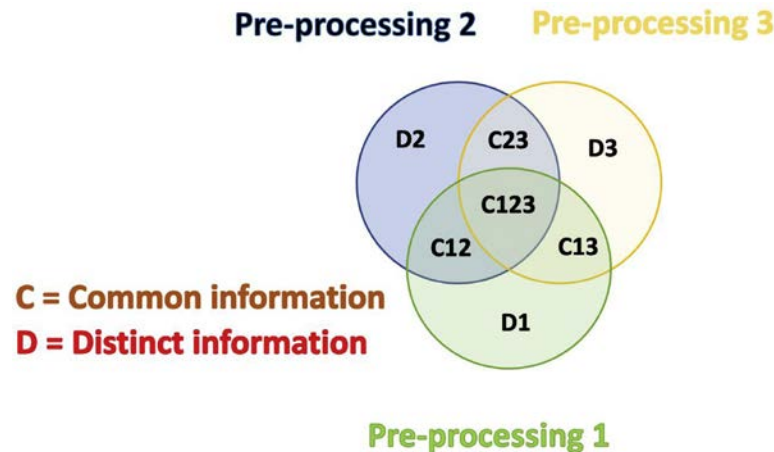 Pre-processing 2
Pre-processing 3
D2
C23
D3
C123
C12
C13
C = Common information
D = Distinct information
D1
Pre-processing 1